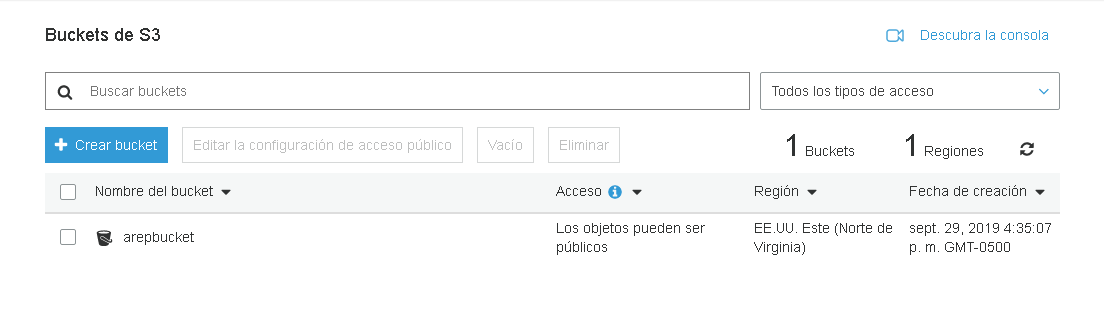 Buckets de S3
Descubra la consola
Buscar buckets
Todos los tipos de acceso
Crear bucket
Editar la configuración de acceso público
Vacío
Eliminar
1 Buckets
1 Regiones
Nombre del bucket
Acceso
Región
Fecha de creación
arepbucket
Los objetos pueden ser
públicos
EE.UU. Este (Norte de
Virginia)
sept. 29, 2019 4:35:07
p. m. GMT-0500